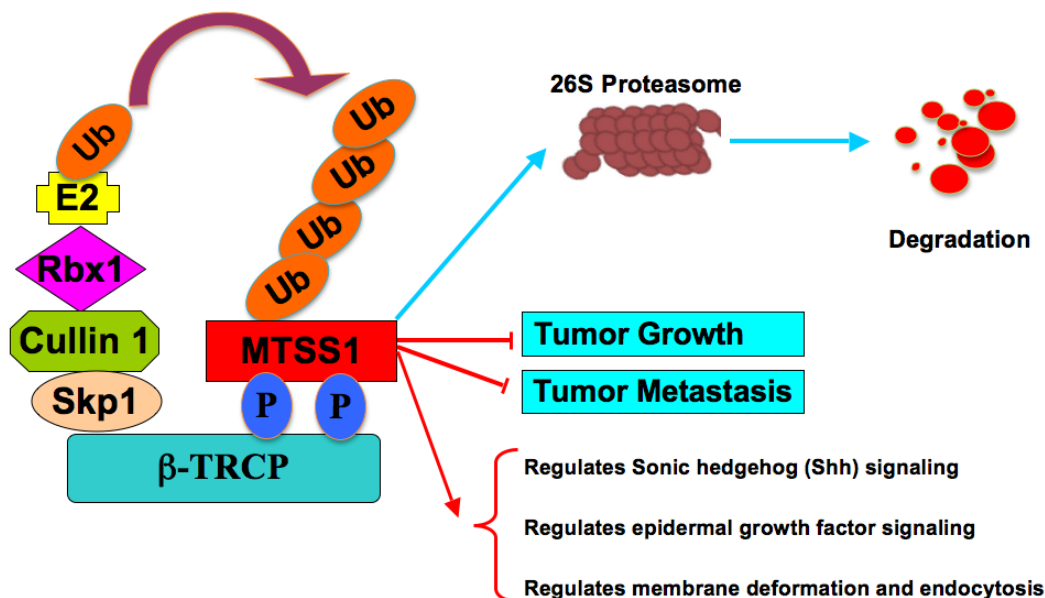 Ub
E2
Rbx1
Cullin 1
Skp1
β-TRCP
Ub
Ub
Ub
Ub
MTSS1
P P
26S Proteasome
Degradation
Tumor Growth
Tumor Metastasis
Regulates Sonic hedgehog (Shh) signaling
Regulates epidermal growth factor signaling
Regulates membrane deformation and endocytosis